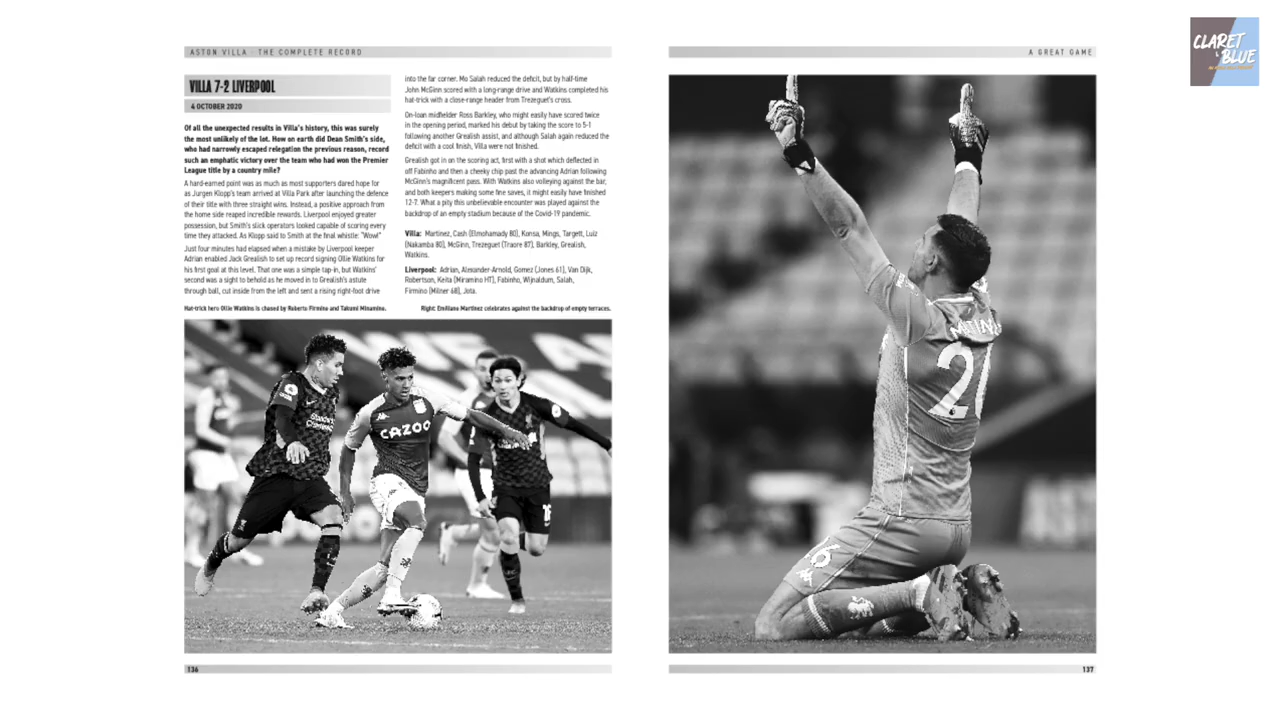 ASTON VILLA · THE COMPLETE RECORD
VILLA 7-2 LIVERPOOL
4 OCTOBER 2020
Of all the unexpected results in Villa's history, this was surely
the most unlikely of the lot. How on earth did Dean Smith's side,
who had narrowly escaped relegation the previous reason, record
such an emphatic victory over the team who had won the Premier
League title by a country mile?
A hard-earned point was as much as most supporters dared hope for
as Jurgen Klopp's team arrived at Villa Park after launching the defence
of their title with three straight wins. Instead, a positive approach from
the home side reaped incredible rewards. Liverpool enjoyed greater
possession, but Smith's slick operators looked capable of scoring every
time they attacked. As Klopp said to Smith at the final whistle: "Wow!"
Just four minutes had elapsed when a mistake by Liverpool keeper
Adrian enabled Jack Grealish to set up record signing Ollie Watkins for
his first goal at this level. That one was a simple tap-in, but Watkins'
second was a sight to behold as he moved in to Grealish's astute
through ball, cut inside from the left and sent a rising right-foot drive
into the far corner. Mo Salah reduced the deficit, but by half-time
John McGinn scored with a long-range drive and Watkins completed his
hat-trick with a close-range header from Trezeguet's cross.
On-loan midfielder Ross Barkley, who might easily have scored twice
in the opening period, marked his debut by taking the score to 5-1
following another Grealish assist, and although Salah again reduced the
deficit with a cool finish, Villa were not finished.
Grealish got in on the scoring act, first with a shot which deflected in
off Fabinho and then a cheeky chip past the advancing Adrian following
McGinn's magnificent pass. With Watkins also volleying against the bar,
and both keepers making some fine saves, it might easily have finished
12-7. What a pity this unbelievable encounter was played against the
backdrop of an empty stadium because of the Covid-19 pandemic.
Villa: Martinez, Cash (Elmohamady 80), Konsa, Mings, Targett, Luiz
(Nakamba 80), McGinn, Trezeguet (Traore 87), Barkley, Grealish,
Watkins.
Liverpool: Adrian, Alexander-Arnold, Gomez (Jones 61), Van Dijk,
Robertson, Keita (Miramino HT), Fabinho, Wijnaldum, Salah,
Firmino (Milner 68), Jota.
Hat-trick hero Ollie Watkins is chased by Roberto Firmino and Takumi Minamino.
Right: Emiliano Martinez celebrates against the backdrop of empty terraces.
Standard
Chartered
CAZOO
136
A GREAT GAME
26
137
CLARET
& BLUE